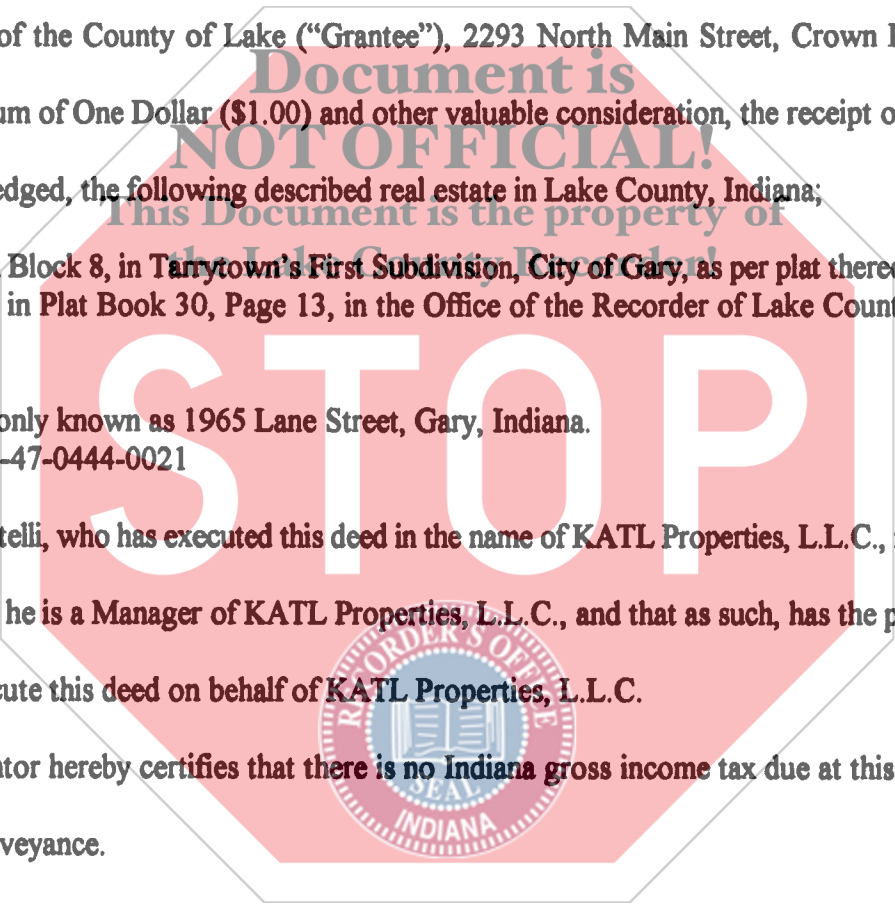 of the County of Lake (“Grantee”), 2293 North Main Street, Crown
Document is
um of One Dollar ($1.00) and other valuable consideration, the receipt o
NOT OFFICIAL!
edged, the following described real estate in Lake County, Indiana;
This Document is the property of
the Lake County Recorder!
Block 8, in Tarrytown’s First Subdivision, City of Gary, as per plat thereo
in Plat Book 30, Page 13, in the Office of the Recorder of Lake Count
STOP
only known as 1965 Lane Street, Gary, Indiana.
-47-0444-0021
telli, who has executed this deed in the name of KATL Properties, L.L.C.,
he is a Manager of KATL Properties, L.L.C., and that as such, has the p
cute this deed on behalf of KATL Properties, L.L.C.
RECORDER'S OFFICE
ntor hereby certifies that there is no Indiana gross income tax due at this
SEAL
INDIANA
veyance.